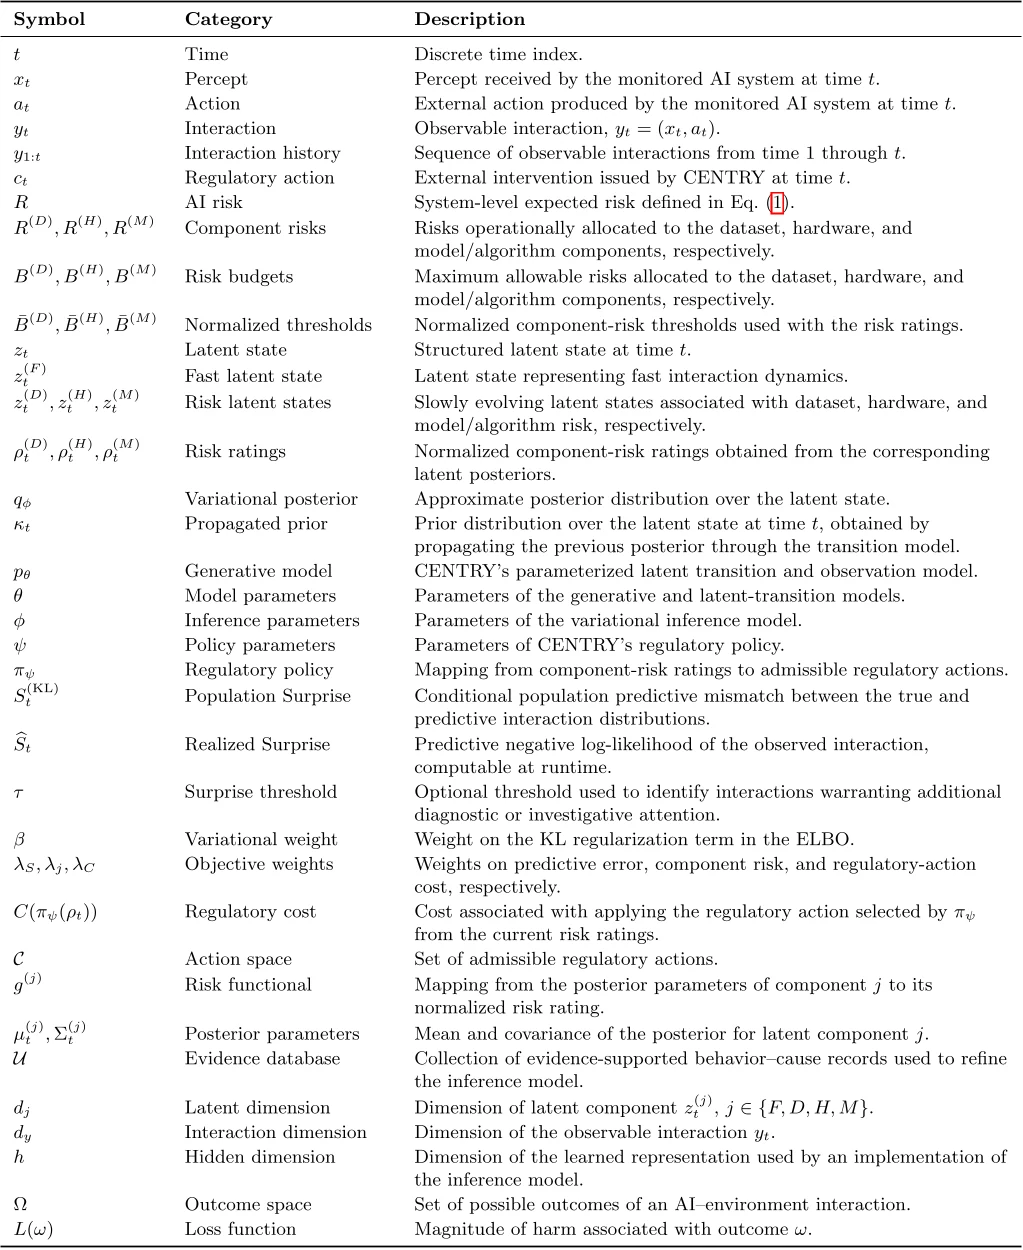 Symbol Category Description
t Time Discrete time index.
x_t Percept Percept received by the monitored AI system at time t.
a_t Action External action produced by the monitored AI system at time t.
y_t Interaction Observable interaction, y_t = (x_t, a_t).
y_{1:t} Interaction history Sequence of observable interactions from time 1 through t.
c_t Regulatory action External intervention issued by CENTRY at time t.
R AI risk System-level expected risk defined in Eq. (1).
R^{(D)}, R^{(H)}, R^{(M)} Component risks Risks operationally allocated to the dataset, hardware, and
model/algorithm components, respectively.
B^{(D)}, B^{(H)}, B^{(M)} Risk budgets Maximum allowable risks allocated to the dataset, hardware, and
model/algorithm components, respectively.
B̄^{(D)}, B̄^{(H)}, B̄^{(M)} Normalized thresholds Normalized component-risk thresholds used with the risk ratings.
z_t Latent state Structured latent state at time t.
z_t^{(F)} Fast latent state Latent state representing fast interaction dynamics.
z_t^{(D)}, z_t^{(H)}, z_t^{(M)} Risk latent states Slowly evolving latent states associated with dataset, hardware, and
model/algorithm risk, respectively.
ρ_t^{(D)}, ρ_t^{(H)}, ρ_t^{(M)} Risk ratings Normalized component-risk ratings obtained from the corresponding
latent posteriors.
q_ϕ Variational posterior Approximate posterior distribution over the latent state.
κ_t Propagated prior Prior distribution over the latent state at time t, obtained by
propagating the previous posterior through the transition model.
p_θ Generative model CENTRY's parameterized latent transition and observation model.
θ Model parameters Parameters of the generative and latent-transition models.
ϕ Inference parameters Parameters of the variational inference model.
ψ Policy parameters Parameters of CENTRY's regulatory policy.
π_ψ Regulatory policy Mapping from component-risk ratings to admissible regulatory actions.
S_t^{(KL)} Population Surprise Conditional population predictive mismatch between the true and
predictive interaction distributions.
Ŝ_t Realized Surprise Predictive negative log-likelihood of the observed interaction,
computable at runtime.
τ Surprise threshold Optional threshold used to identify interactions warranting additional
diagnostic or investigative attention.
β Variational weight Weight on the KL regularization term in the ELBO.
λ_S, λ_j, λ_C Objective weights Weights on predictive error, component risk, and regulatory-action
cost, respectively.
C(π_ψ(ρ_t)) Regulatory cost Cost associated with applying the regulatory action selected by π_ψ
from the current risk ratings.
𝒞 Action space Set of admissible regulatory actions.
g^{(j)} Risk functional Mapping from the posterior parameters of component j to its
normalized risk rating.
μ_t^{(j)}, Σ_t^{(j)} Posterior parameters Mean and covariance of the posterior for latent component j.
𝒰 Evidence database Collection of evidence-supported behavior–cause records used to refine
the inference model.
d_j Latent dimension Dimension of latent component z_t^{(j)}, j ∈ {F, D, H, M}.
d_y Interaction dimension Dimension of the observable interaction y_t.
h Hidden dimension Dimension of the learned representation used by an implementation of
the inference model.
Ω Outcome space Set of possible outcomes of an AI–environment interaction.
L(ω) Loss function Magnitude of harm associated with outcome ω.